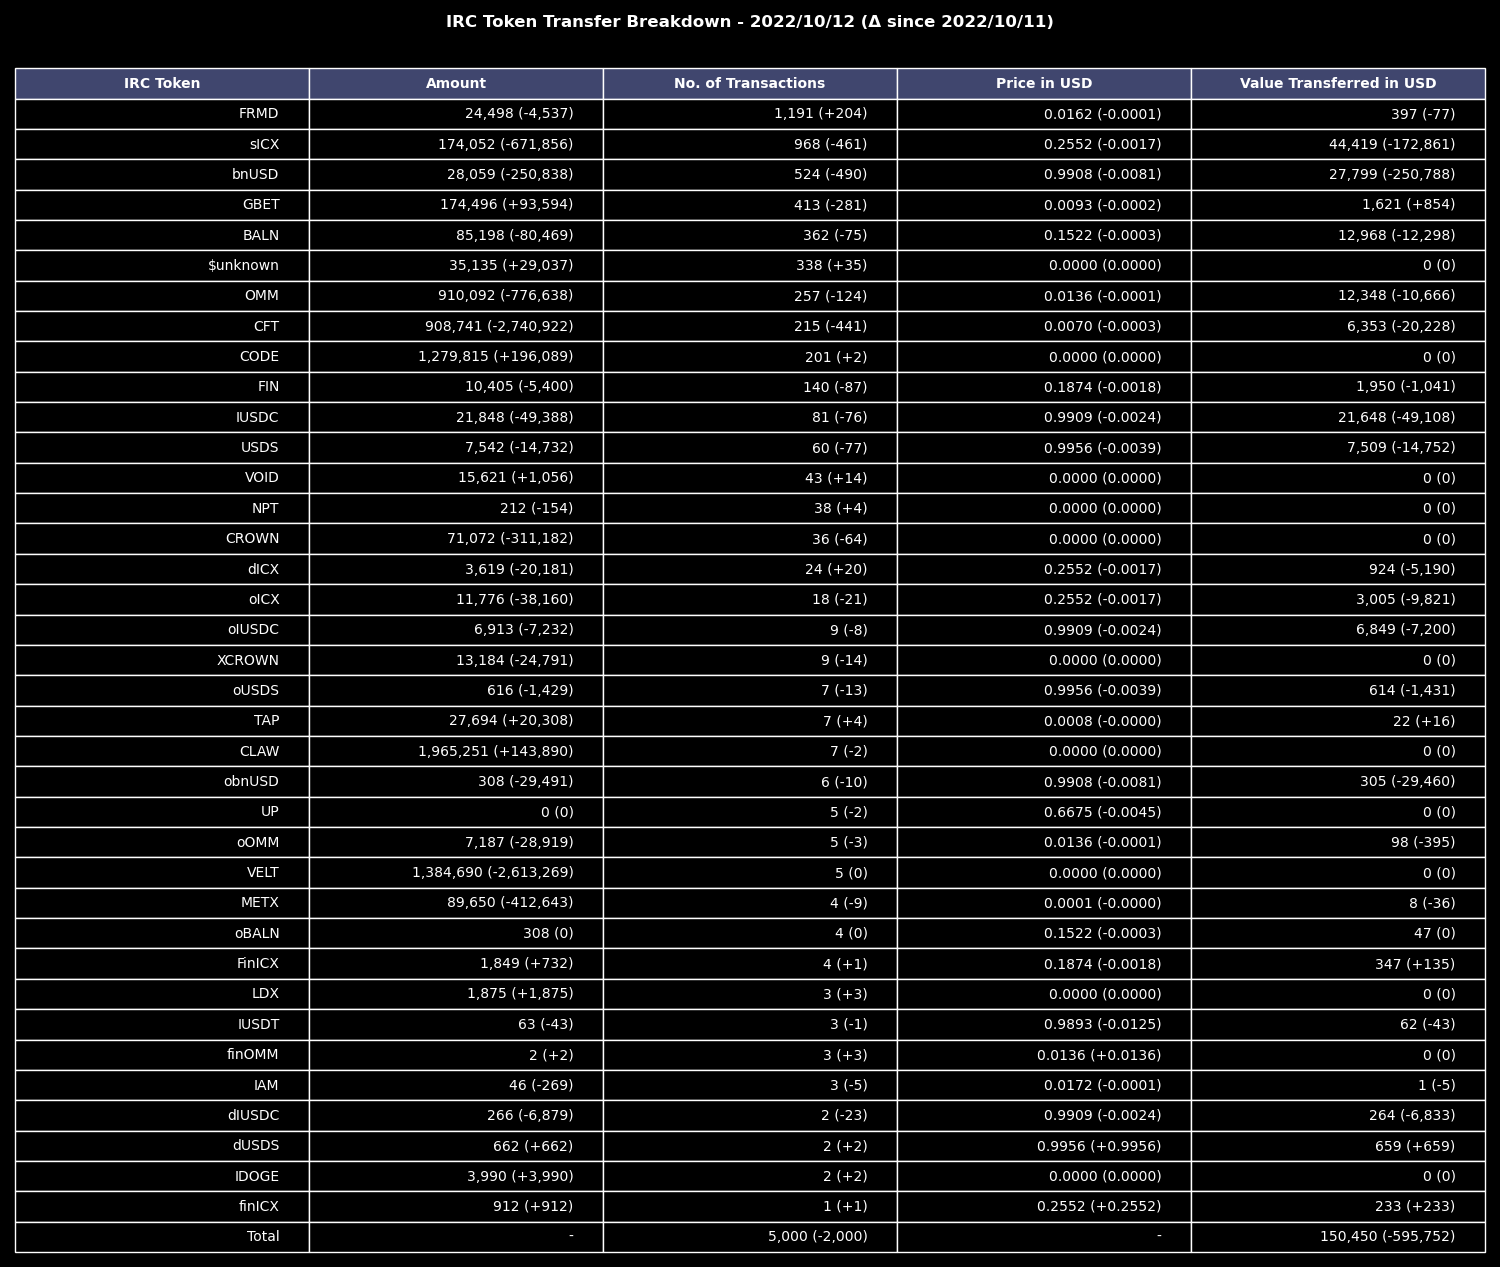 IRC Token Transfer Breakdown - 2022/10/12 (Δ since 2022/10/11)
IRC Token Amount No. of Transactions Price in USD Value Transferred in USD
FRMD 24,498 (-4,537) 1,191 (+204) 0.0162 (-0.0001) 397 (-77)
sICX 174,052 (-671,856) 968 (-461) 0.2552 (-0.0017) 44,419 (-172,861)
bnUSD 28,059 (-250,838) 524 (-490) 0.9908 (-0.0081) 27,799 (-250,788)
GBET 174,496 (+93,594) 413 (-281) 0.0093 (-0.0002) 1,621 (+854)
BALN 85,198 (-80,469) 362 (-75) 0.1522 (-0.0003) 12,968 (-12,298)
$unknown 35,135 (+29,037) 338 (+35) 0.0000 (0.0000) 0 (0)
OMM 910,092 (-776,638) 257 (-124) 0.0136 (-0.0001) 12,348 (-10,666)
CFT 908,741 (-2,740,922) 215 (-441) 0.0070 (-0.0003) 6,353 (-20,228)
CODE 1,279,815 (+196,089) 201 (+2) 0.0000 (0.0000) 0 (0)
FIN 10,405 (-5,400) 140 (-87) 0.1874 (-0.0018) 1,950 (-1,041)
IUSDC 21,848 (-49,388) 81 (-76) 0.9909 (-0.0024) 21,648 (-49,108)
USDS 7,542 (-14,732) 60 (-77) 0.9956 (-0.0039) 7,509 (-14,752)
VOID 15,621 (+1,056) 43 (+14) 0.0000 (0.0000) 0 (0)
NPT 212 (-154) 38 (+4) 0.0000 (0.0000) 0 (0)
CROWN 71,072 (-311,182) 36 (-64) 0.0000 (0.0000) 0 (0)
dICX 3,619 (-20,181) 24 (+20) 0.2552 (-0.0017) 924 (-5,190)
oICX 11,776 (-38,160) 18 (-21) 0.2552 (-0.0017) 3,005 (-9,821)
oIUSDC 6,913 (-7,232) 9 (-8) 0.9909 (-0.0024) 6,849 (-7,200)
XCROWN 13,184 (-24,791) 9 (-14) 0.0000 (0.0000) 0 (0)
oUSDS 616 (-1,429) 7 (-13) 0.9956 (-0.0039) 614 (-1,431)
TAP 27,694 (+20,308) 7 (+4) 0.0008 (-0.0000) 22 (+16)
CLAW 1,965,251 (+143,890) 7 (-2) 0.0000 (0.0000) 0 (0)
obnUSD 308 (-29,491) 6 (-10) 0.9908 (-0.0081) 305 (-29,460)
UP 0 (0) 5 (-2) 0.6675 (-0.0045) 0 (0)
oOMM 7,187 (-28,919) 5 (-3) 0.0136 (-0.0001) 98 (-395)
VELT 1,384,690 (-2,613,269) 5 (0) 0.0000 (0.0000) 0 (0)
METX 89,650 (-412,643) 4 (-9) 0.0001 (-0.0000) 8 (-36)
oBALN 308 (0) 4 (0) 0.1522 (-0.0003) 47 (0)
FinICX 1,849 (+732) 4 (+1) 0.1874 (-0.0018) 347 (+135)
LDX 1,875 (+1,875) 3 (+3) 0.0000 (0.0000) 0 (0)
IUSDT 63 (-43) 3 (-1) 0.9893 (-0.0125) 62 (-43)
finOMM 2 (+2) 3 (+3) 0.0136 (+0.0136) 0 (0)
IAM 46 (-269) 3 (-5) 0.0172 (-0.0001) 1 (-5)
dIUSDC 266 (-6,879) 2 (-23) 0.9909 (-0.0024) 264 (-6,833)
dUSDS 662 (+662) 2 (+2) 0.9956 (+0.9956) 659 (+659)
IDOGE 3,990 (+3,990) 2 (+2) 0.0000 (0.0000) 0 (0)
finICX 912 (+912) 1 (+1) 0.2552 (+0.2552) 233 (+233)
Total - 5,000 (-2,000) - 150,450 (-595,752)